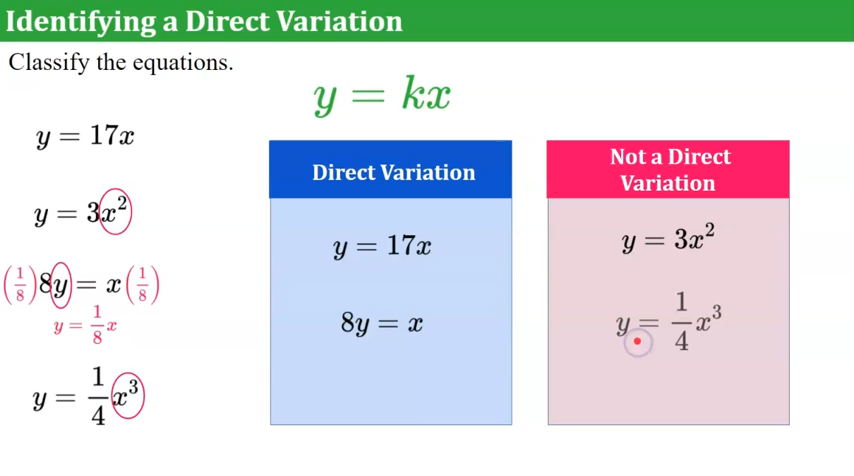 Identifying a Direct Variation
Classify the equations.
y = kx
y = 17x
y = 3x²
(1/8) 8y = x (1/8)
y = 1/8 x
y = 1/4 x³
Direct Variation
y = 17x
8y = x
Not a Direct
Variation
y = 3x²
y = 1/4 x³